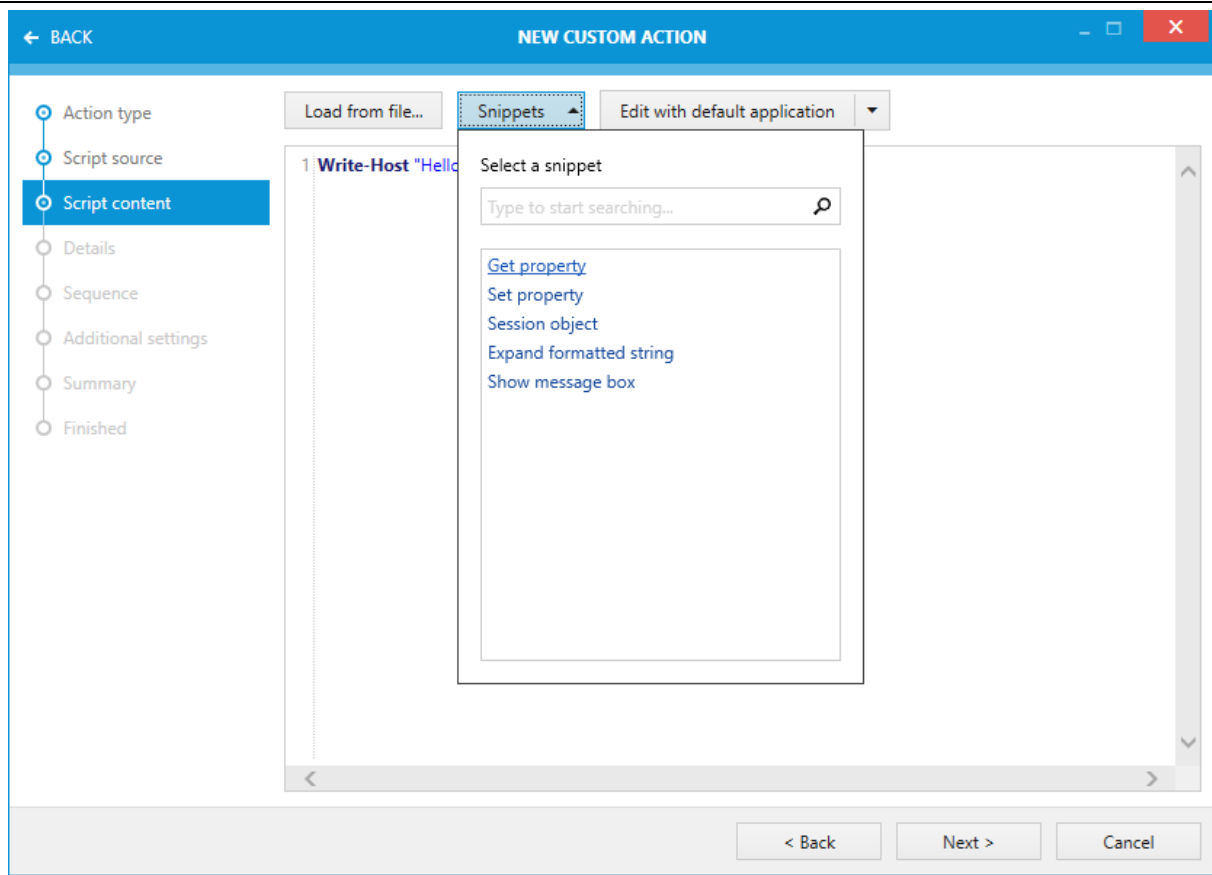 BACK
NEW CUSTOM ACTION
Action type
Script source
Script content
Details
Sequence
Additional settings
Summary
Finished
Load from file... Snippets Edit with default application
1 Write-Host
Select a snippet
Type to start searching...
Get property
Set property
Session object
Expand formatted string
Show message box
< Back Next > Cancel